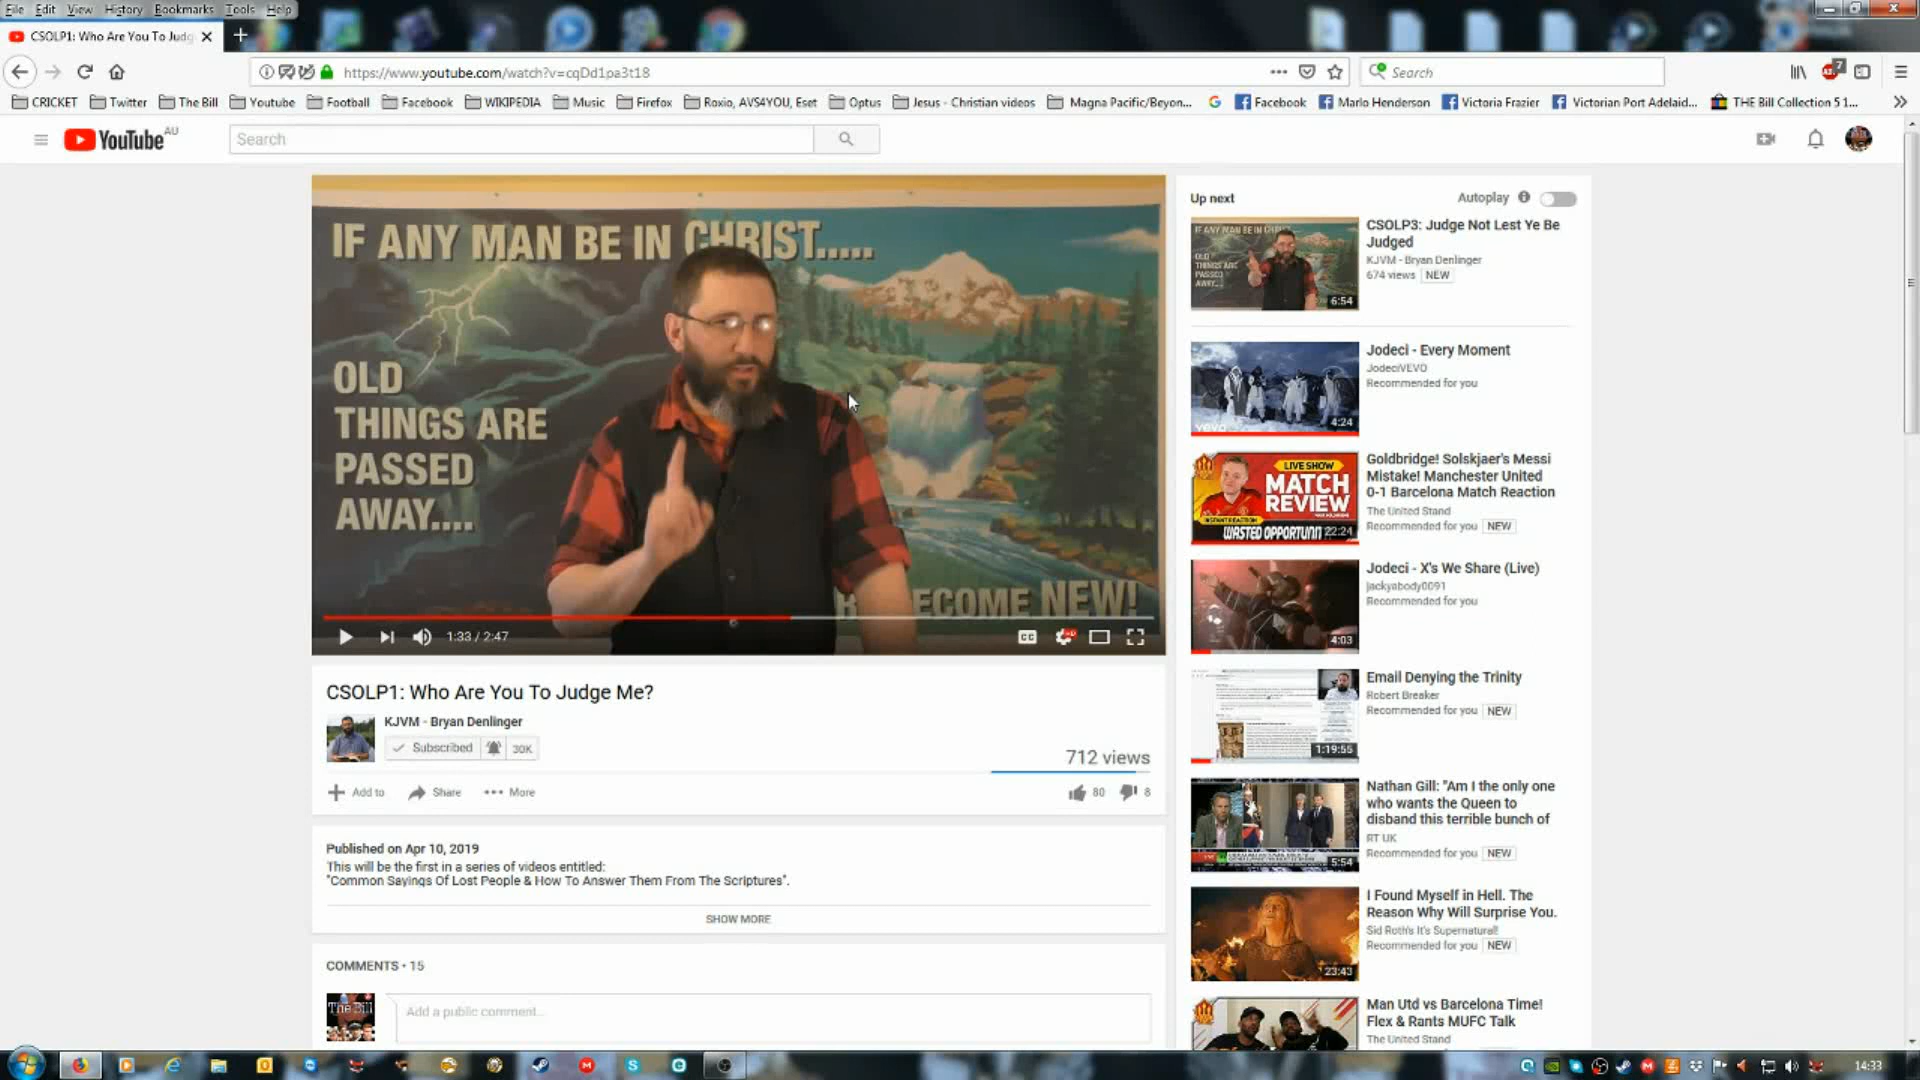 File Edit View History Bookmarks Tools Help
CSOLP1: Who Are You To Judg
https://www.youtube.com/watch?v=cqDd1pa3t18
Search
7
CRICKET Twitter The Bill Youtube Football Facebook WIKIPEDIA Music Firefox Roxio, AVS4YOU, Eset Optus Jesus - Christian videos Magna Pacific/Beyon... Facebook Marlo Henderson Victoria Frazier Victorian Port Adelaid... THE Bill Collection 5 1...
YouTube AU
Search
IF ANY MAN BE IN CHRIST.....
OLD
THINGS ARE
PASSED
AWAY....
ECOME NEW!
1:33 / 2:47
CC
CSOLP1: Who Are You To Judge Me?
KJVM - Bryan Denlinger
Subscribed 30K
712 views
Add to Share More
80 8
Published on Apr 10, 2019
This will be the first in a series of videos entitled:
"Common Sayings Of Lost People & How To Answer Them From The Scriptures".
SHOW MORE
COMMENTS • 15
The Bill
Add a public comment...
Up next
Autoplay
6:54
CSOLP3: Judge Not Lest Ye Be
Judged
KJVM - Bryan Denlinger
674 views NEW
vevo
4:24
Jodeci - Every Moment
JodeciVEVO
Recommended for you
LIVE SHOW
MATCH
REVIEW
INSTANT REACTION
WASTED OPPORTUNI 22:24
Goldbridge! Solskjaer's Messi
Mistake! Manchester United
0-1 Barcelona Match Reaction
The United Stand
Recommended for you NEW
4:03
Jodeci - X's We Share (Live)
jackyabody0091
Recommended for you
1:19:55
Email Denying the Trinity
Robert Breaker
Recommended for you NEW
5:54
Nathan Gill: "Am I the only one
who wants the Queen to
disband this terrible bunch of
RT UK
Recommended for you NEW
23:43
I Found Myself in Hell. The
Reason Why Will Surprise You.
Sid Roth's It's Supernatural!
Recommended for you NEW
Man Utd vs Barcelona Time!
Flex & Rants MUFC Talk
The United Stand
14:33